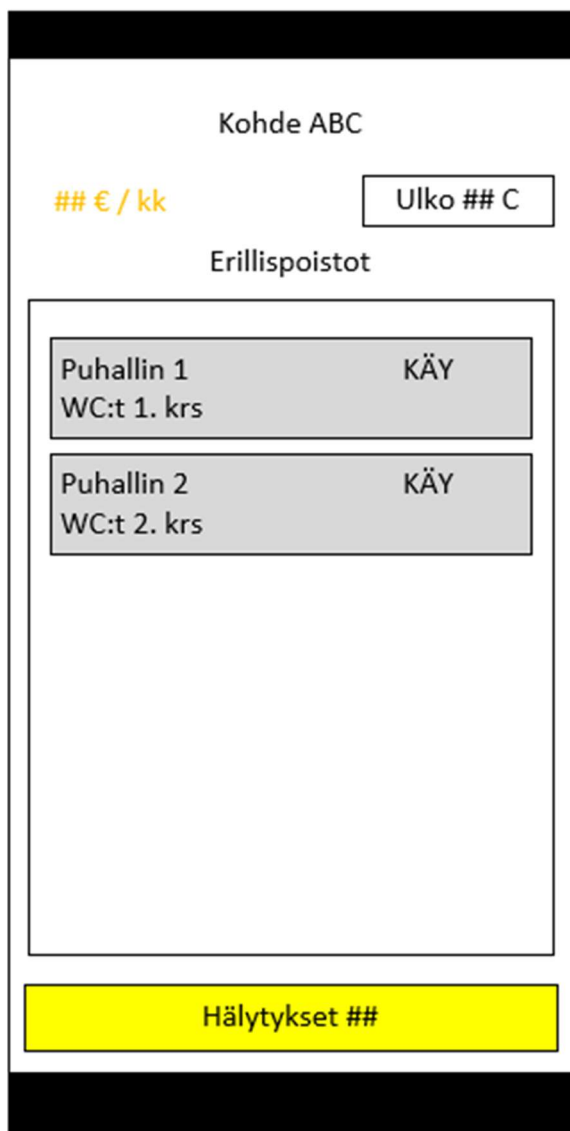 Kohde ABC
## € / kk
Ulko ## C
Erillispoistot
Puhallin 1 KÄY
WC:t 1. krs
Puhallin 2 KÄY
WC:t 2. krs
Hälytykset ##